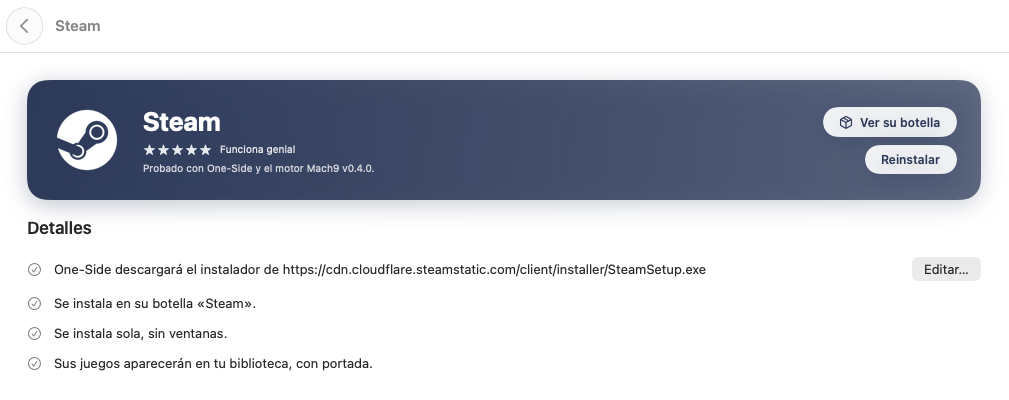 Steam
Steam
Ver su botella
★★★★★ Funciona genial
Probado con One-Side y el motor Mach9 v0.4.0.
Reinstalar
Detalles
One-Side descargará el instalador de https://cdn.cloudflare.steamstatic.com/client/installer/SteamSetup.exe
Editar...
Se instala en su botella «Steam».
Se instala sola, sin ventanas.
Sus juegos aparecerán en tu biblioteca, con portada.